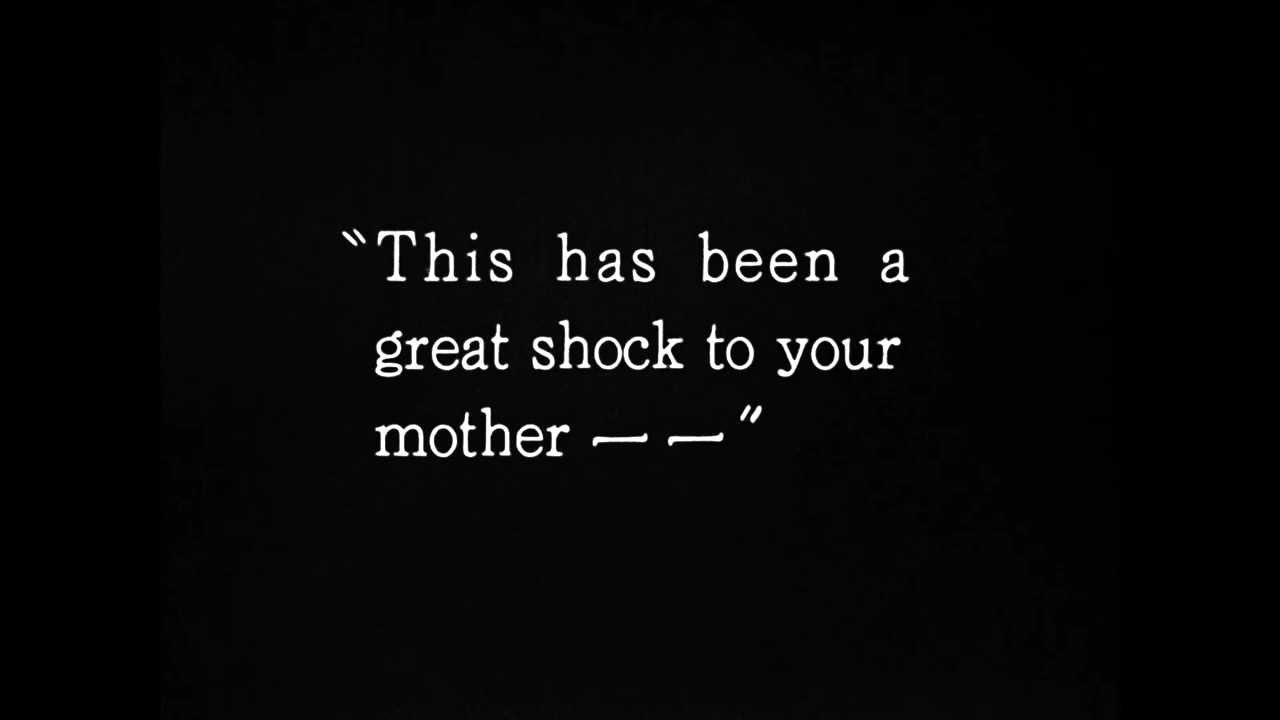 "This has been a
great shock to your
mother — —"